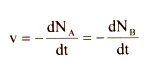 v = − dN_A/dt = − dN_B/dt